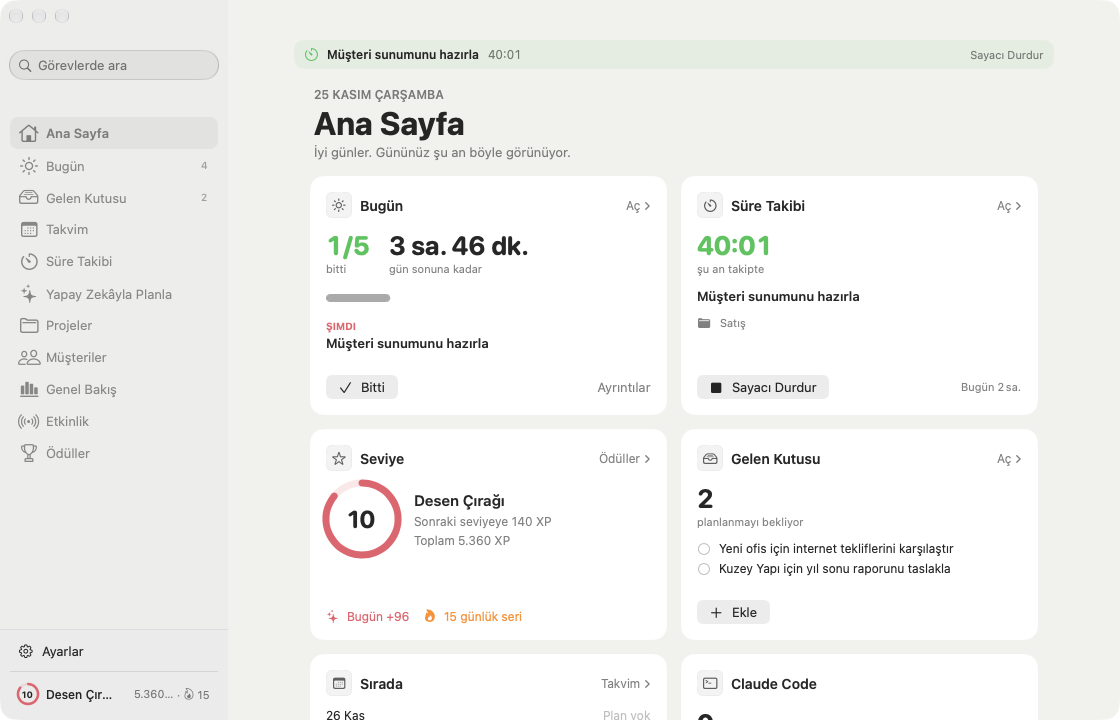 Görevlerde ara
Ana Sayfa
Bugün 4
Gelen Kutusu 2
Takvim
Süre Takibi
Yapay Zekâyla Planla
Projeler
Müşteriler
Genel Bakış
Etkinlik
Ödüller
Ayarlar
10 Desen Çır... 5.360... · 15
Müşteri sunumunu hazırla 40:01 Sayacı Durdur
25 KASIM ÇARŞAMBA
Ana Sayfa
İyi günler. Gününüz şu an böyle görünüyor.
Bugün Aç
1/5 3 sa. 46 dk.
bitti gün sonuna kadar
ŞIMDI
Müşteri sunumunu hazırla
Bitti Ayrıntılar
Süre Takibi Aç
40:01
şu an takipte
Müşteri sunumunu hazırla
Satış
Sayacı Durdur Bugün 2 sa.
Seviye Ödüller
10
Desen Çırağı
Sonraki seviyeye 140 XP
Toplam 5.360 XP
Bugün +96 15 günlük seri
Gelen Kutusu Aç
2
planlanmayı bekliyor
Yeni ofis için internet tekliflerini karşılaştır
Kuzey Yapı için yıl sonu raporunu taslakla
Ekle
Sırada Takvim
26 Kas Plan yok
Claude Code